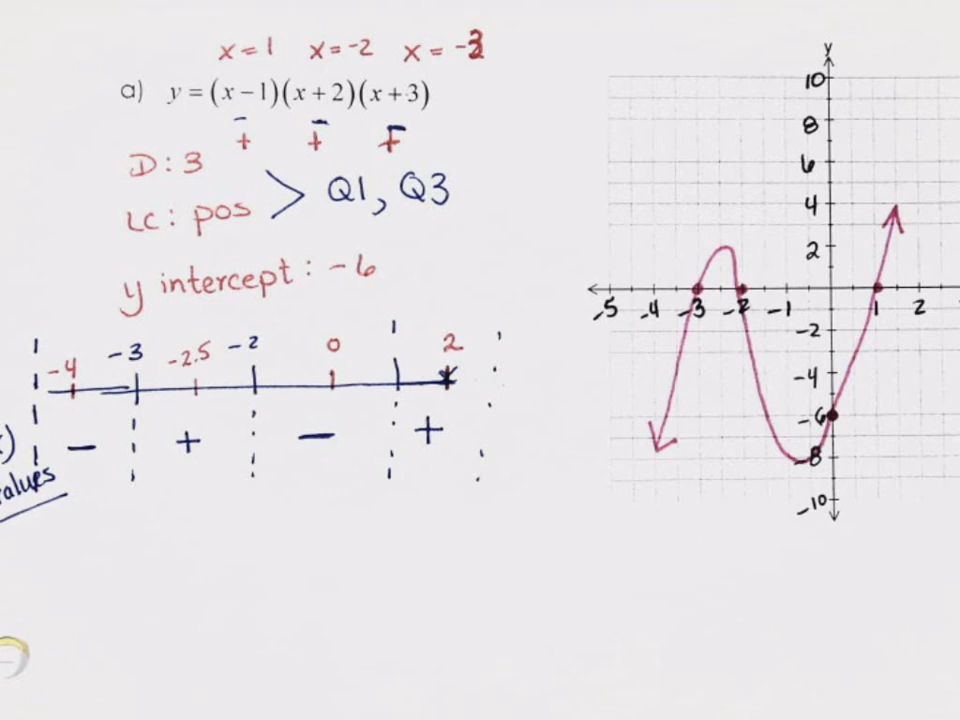 x = 1 x = -2 x = -3
a) y = (x − 1)(x + 2)(x + 3)
− − −
+ + +
D: 3
LC: pos > Q1, Q3
y intercept: -6
-4 -3 -2.5 -2 0 2
− + − +
values
y
10
8
6
4
2
-5 -4 -3 -2 -1 1 2
-2
-4
-6
-8
-10